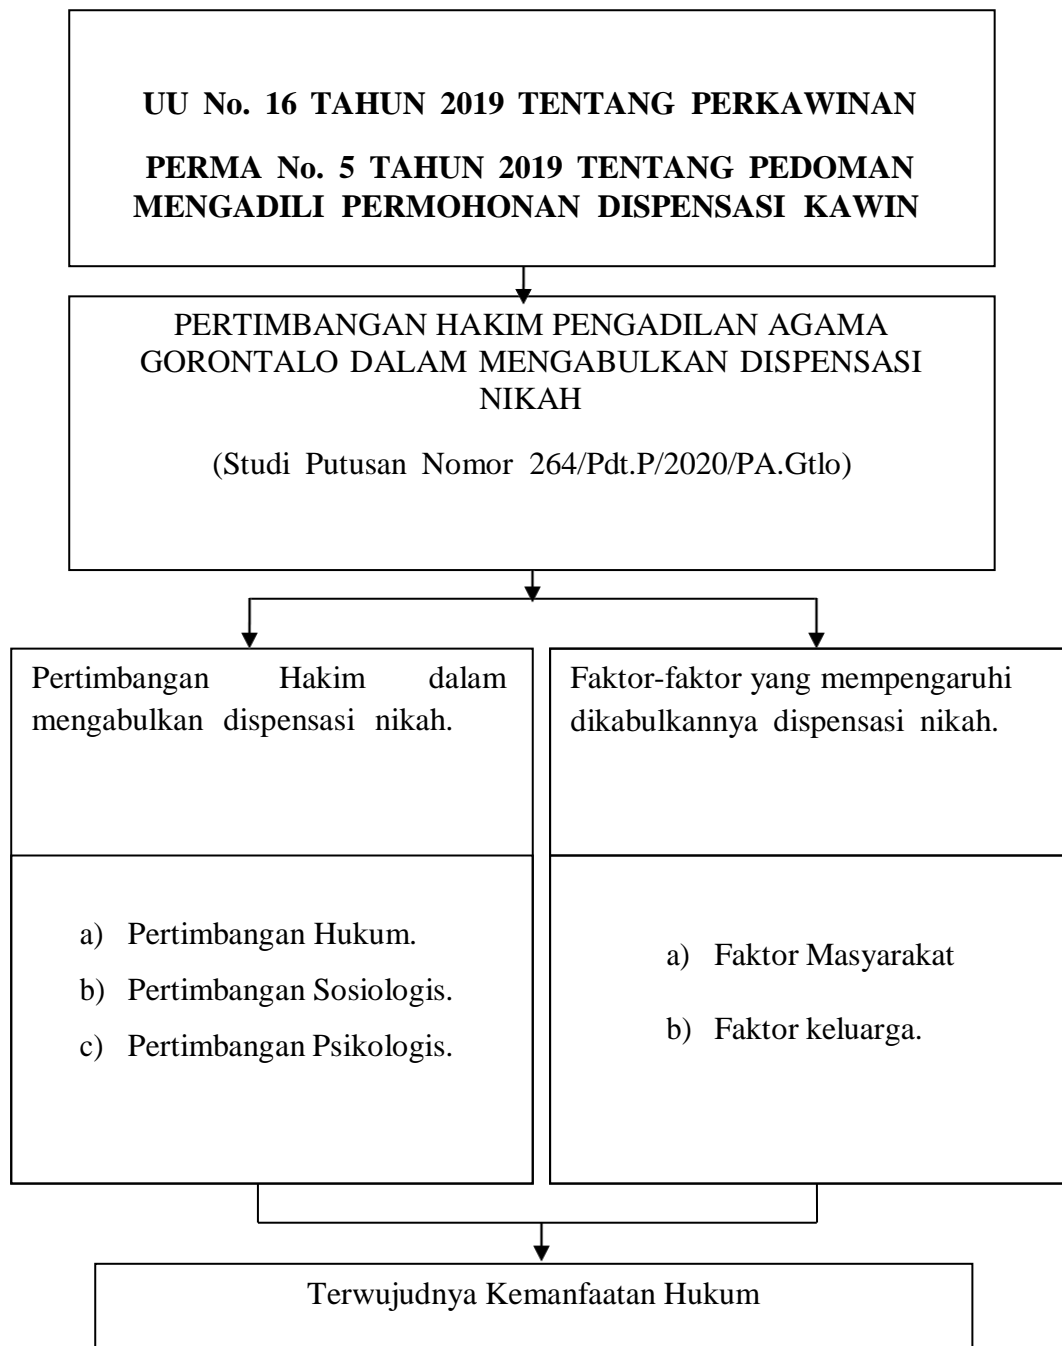 UU No. 16 TAHUN 2019 TENTANG PERKAWINAN
PERMA No. 5 TAHUN 2019 TENTANG PEDOMAN
MENGADILI PERMOHONAN DISPENSASI KAWIN
PERTIMBANGAN HAKIM PENGADILAN AGAMA
GORONTALO DALAM MENGABULKAN DISPENSASI
NIKAH
(Studi Putusan Nomor 264/Pdt.P/2020/PA.Gtlo)
Pertimbangan Hakim dalam
mengabulkan dispensasi nikah.
Faktor-faktor yang mempengaruhi
dikabulkannya dispensasi nikah.
a) Pertimbangan Hukum.
b) Pertimbangan Sosiologis.
c) Pertimbangan Psikologis.
a) Faktor Masyarakat
b) Faktor keluarga.
Terwujudnya Kemanfaatan Hukum